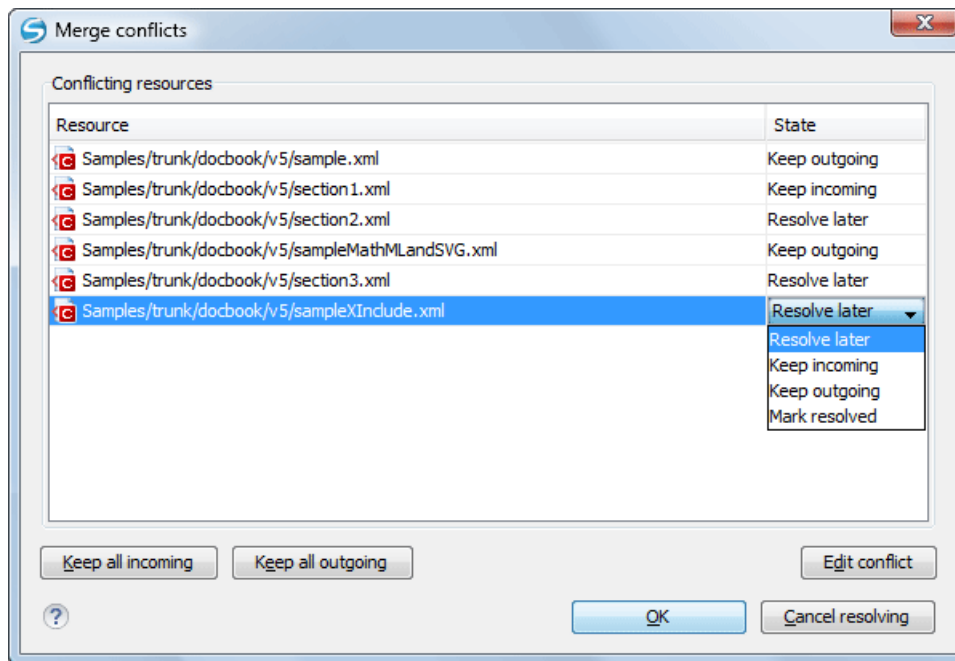 Merge conflicts
Conflicting resources
Resource State
Samples/trunk/docbook/v5/sample.xml Keep outgoing
Samples/trunk/docbook/v5/section1.xml Keep incoming
Samples/trunk/docbook/v5/section2.xml Resolve later
Samples/trunk/docbook/v5/sampleMathMLandSVG.xml Keep outgoing
Samples/trunk/docbook/v5/section3.xml Resolve later
Samples/trunk/docbook/v5/sampleXInclude.xml Resolve later
Resolve later
Keep incoming
Keep outgoing
Mark resolved
Keep all incoming Keep all outgoing Edit conflict
? OK Cancel resolving